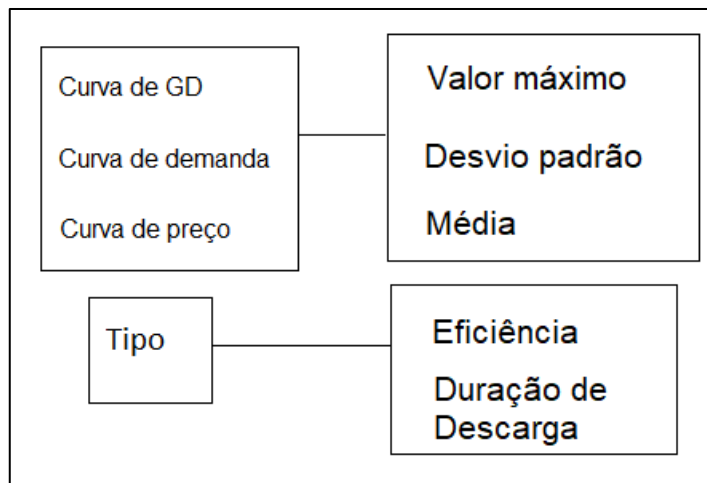 Curva de GD
Curva de demanda
Curva de preço
Valor máximo
Desvio padrão
Média
Tipo
Eficiência
Duração de
Descarga